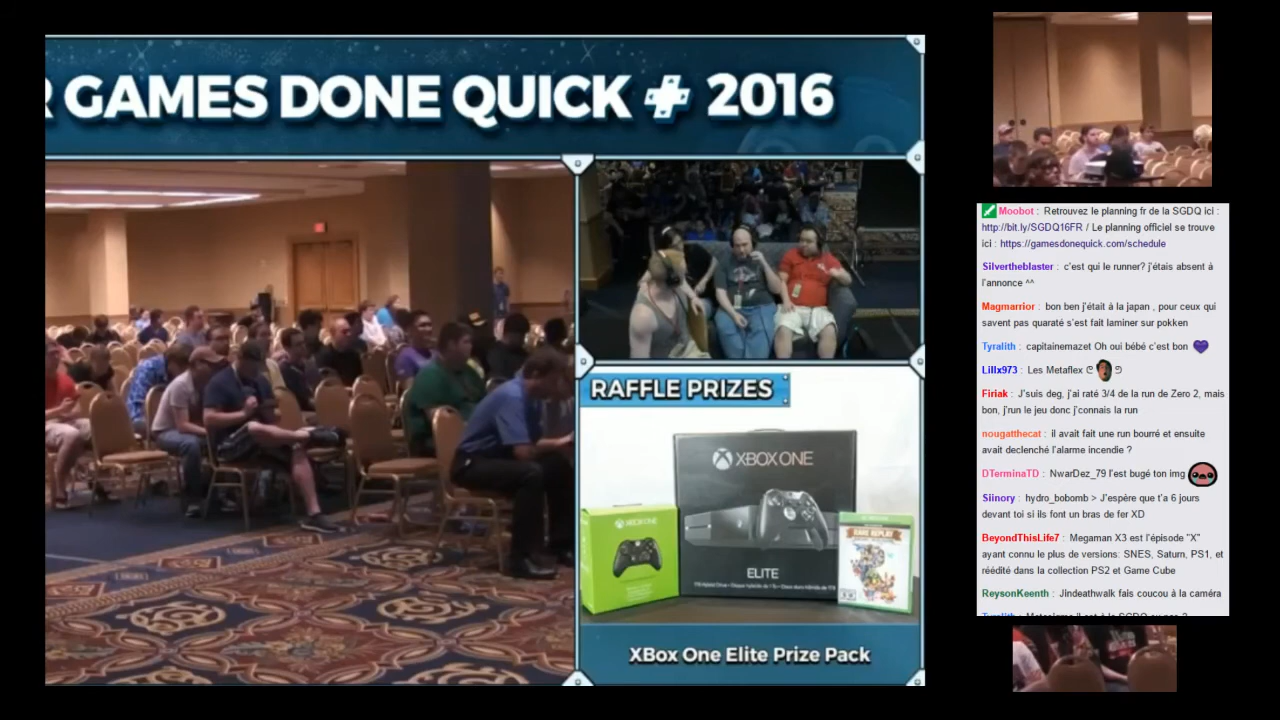 R GAMES DONE QUICK # 2016
RAFFLE PRIZES
XBOX ONE
XBOX ONE
RARE REPLAY
ELITE
XBox One Elite Prize Pack
Moobot : Retrouvez le planning fr de la SGDQ ici :
http://bit.ly/SGDQ16FR / Le planning officiel se trouve
ici : https://gamesdonequick.com/schedule
Silvertheblaster : c'est qui le runner? j'étais absent à
l'annonce ^^
Magmarrior : bon ben j'était à la japan , pour ceux qui
savent pas quaraté s'est fait laminer sur pokken
Tyralith : capitainemazet Oh oui bébé c'est bon
Lillx973 : Les Metaflex
Firiak : J'suis deg, j'ai raté 3/4 de la run de Zero 2, mais
bon, j'run le jeu donc j'connais la run
nougatthecat : il avait fait une run bourré et ensuite
avait declenché l'alarme incendie ?
DTerminaTD : NwarDez_79 l'est bugé ton img
Siinory : hydro_bobomb > J'espère que t'a 6 jours
devant toi si ils font un bras de fer XD
BeyondThisLife7 : Megaman X3 est l'épisode "X"
ayant connu le plus de versions: SNES, Saturn, PS1, et
réédité dans la collection PS2 et Game Cube
ReysonKeenth : Jindeathwalk fais coucou à la caméra